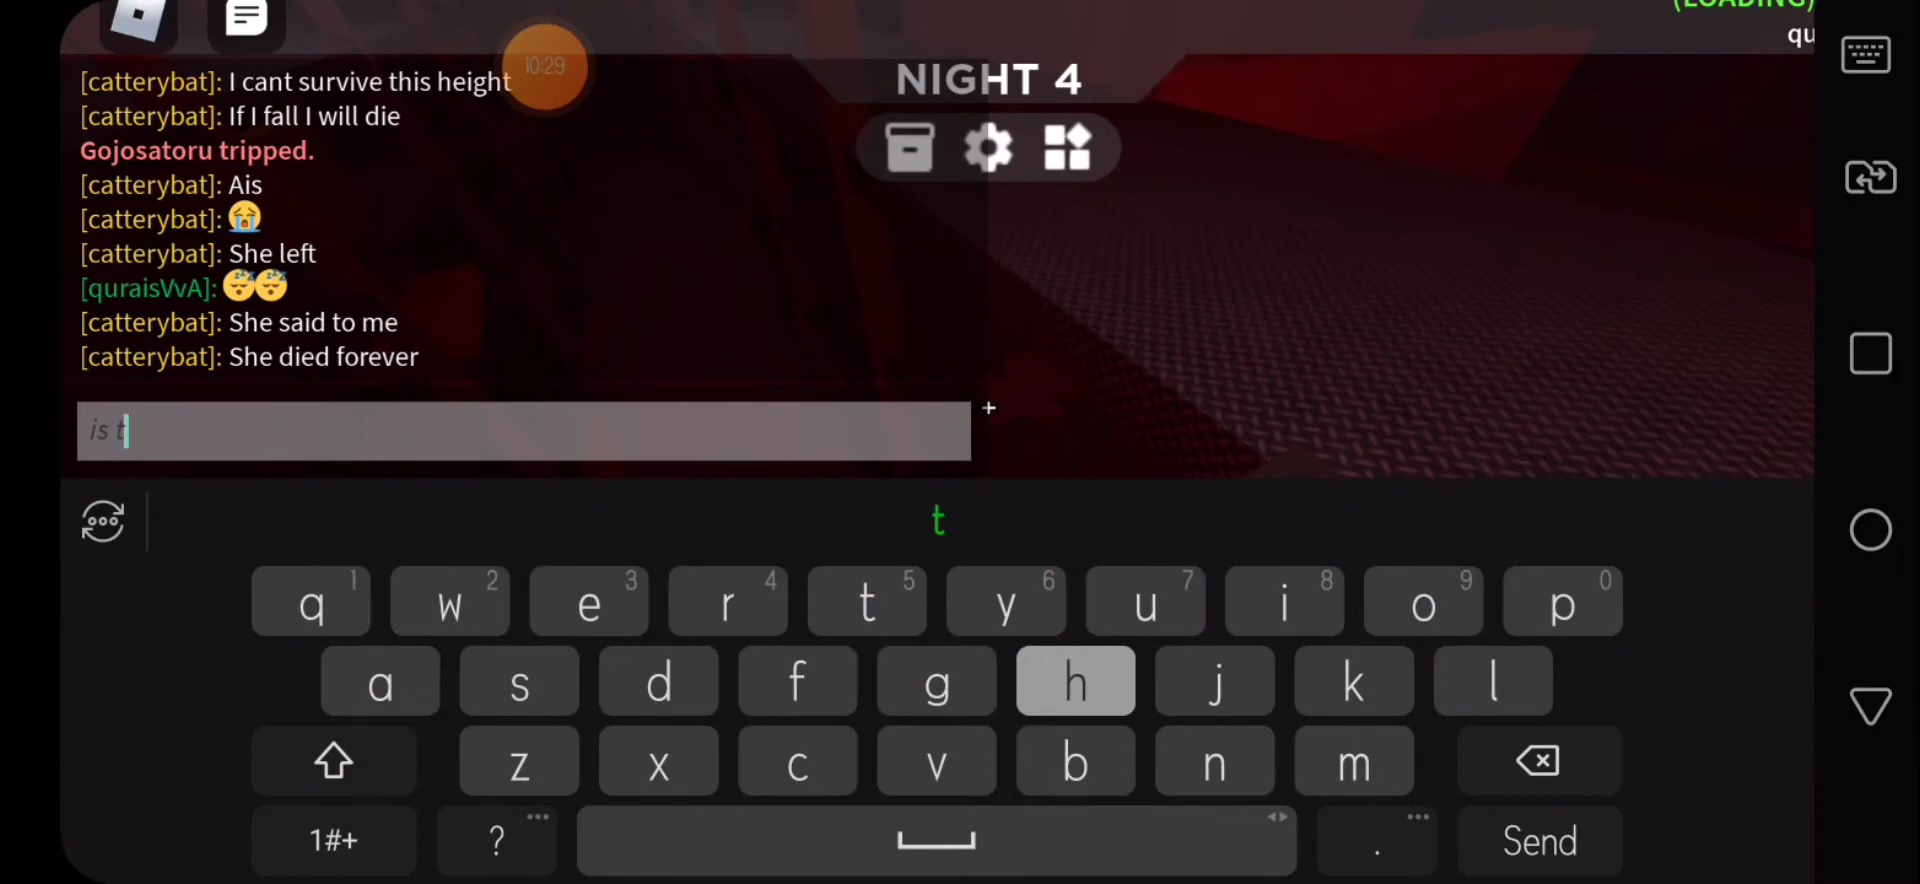 (LOADING)
qu
10:29
NIGHT 4
[catterybat]: I cant survive this height
[catterybat]: If I fall I will die
Gojosatoru tripped.
[catterybat]: Ais
[catterybat]: 😭
[catterybat]: She left
[quraisVvA]: 😴😴
[catterybat]: She said to me
[catterybat]: She died forever
is t
+
t
q 1 w 2 e 3 r 4 t 5 y 6 u 7 i 8 o 9 p 0
a s d f g h j k l
z x c v b n m
1#+ ? . Send